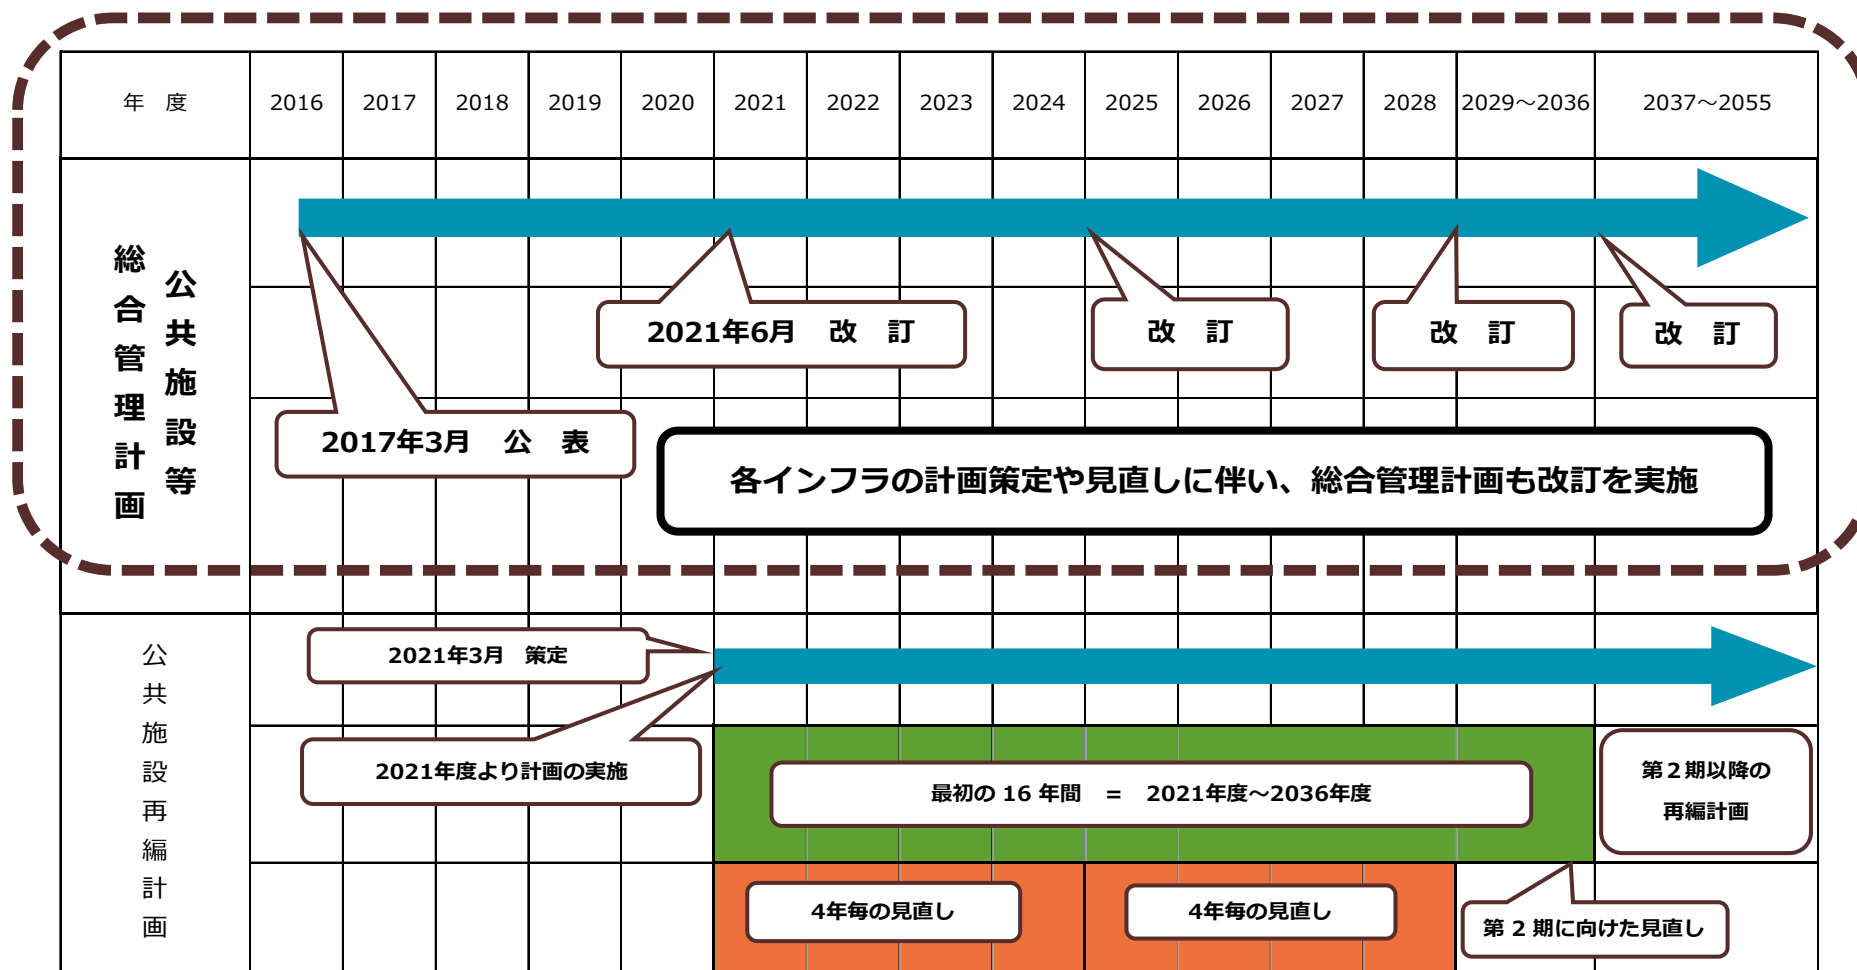 年 度 2016 2017 2018 2019 2020 2021 2022 2023 2024 2025 2026 2027 2028 2029～2036 2037～2055
公共施設等
総合管理計画
2021年6月 改 訂
改 訂
改 訂
改 訂
2017年3月 公 表
各インフラの計画策定や見直しに伴い、総合管理計画も改訂を実施
公共施設再編計画
2021年3月 策定
2021年度より計画の実施
最初の 16 年間 = 2021年度～2036年度
第２期以降の
再編計画
4年毎の見直し
4年毎の見直し
第 2 期に向けた見直し